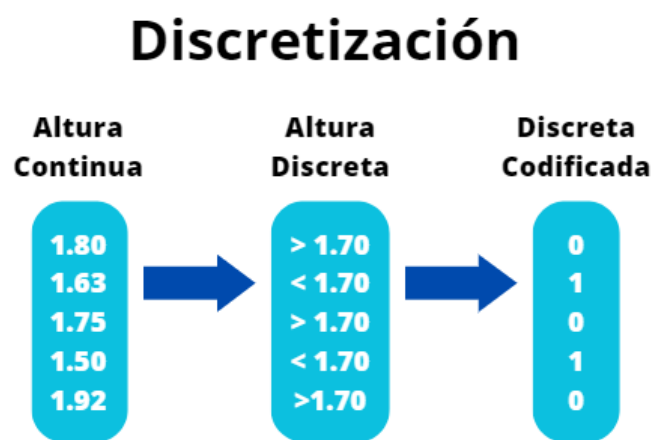 Discretización
Altura
Continua
Altura
Discreta
Discreta
Codificada
1.80
1.63
1.75
1.50
1.92
> 1.70
< 1.70
> 1.70
< 1.70
>1.70
0
1
0
1
0